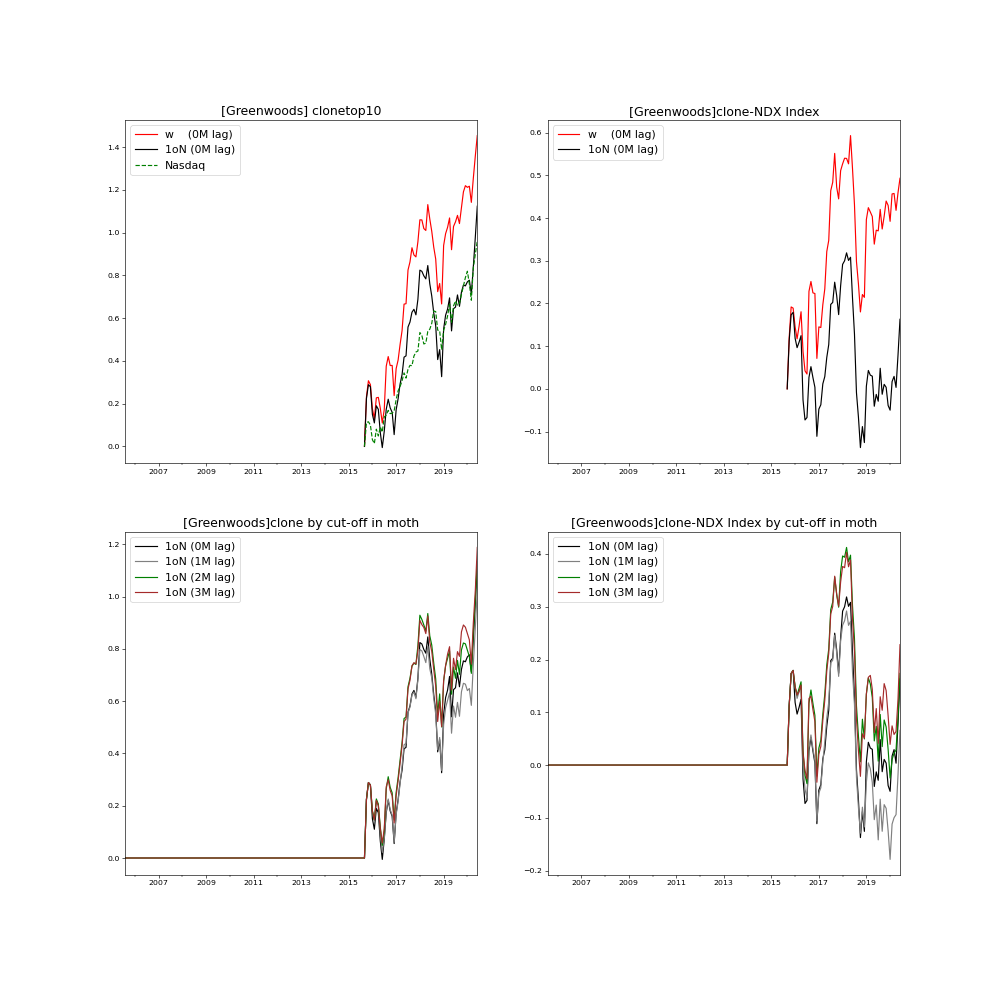 [Greenwoods] clonetop10
w    (0M lag)
1oN (0M lag)
Nasdaq
1.4
1.2
1.0
0.8
0.6
0.4
0.2
0.0
2007 2009 2011 2013 2015 2017 2019
[Greenwoods]clone-NDX Index
w    (0M lag)
1oN (0M lag)
0.6
0.5
0.4
0.3
0.2
0.1
0.0
−0.1
2007 2009 2011 2013 2015 2017 2019
[Greenwoods]clone by cut-off in moth
1oN (0M lag)
1oN (1M lag)
1oN (2M lag)
1oN (3M lag)
1.2
1.0
0.8
0.6
0.4
0.2
0.0
2007 2009 2011 2013 2015 2017 2019
[Greenwoods]clone-NDX Index by cut-off in moth
1oN (0M lag)
1oN (1M lag)
1oN (2M lag)
1oN (3M lag)
0.4
0.3
0.2
0.1
0.0
−0.1
−0.2
2007 2009 2011 2013 2015 2017 2019